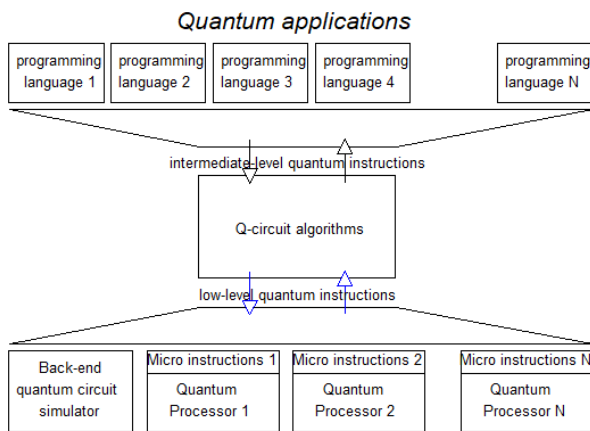 Quantum applications
programming
language 1
programming
language 2
programming
language 3
programming
language 4
programming
language N
intermediate-level quantum instructions
Q-circuit algorithms
low-level quantum instructions
Back-end
quantum circuit
simulator
Micro instructions 1
Quantum
Processor 1
Micro instructions 2
Quantum
Processor 2
Micro instructions N
Quantum
Processor N